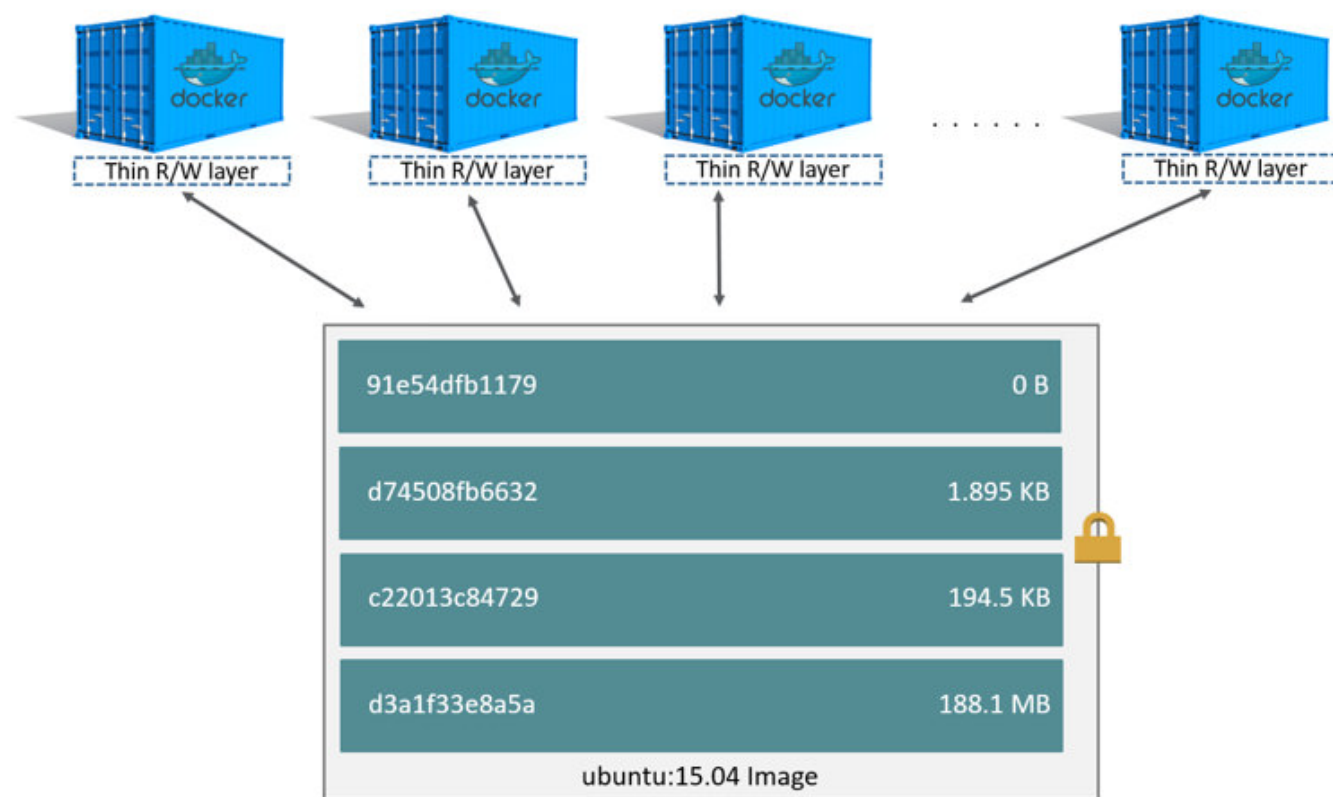 docker docker docker docker
. . . . . .
Thin R/W layer Thin R/W layer Thin R/W layer Thin R/W layer
91e54dfb1179 0 B
d74508fb6632 1.895 KB
c22013c84729 194.5 KB
d3a1f33e8a5a 188.1 MB
ubuntu:15.04 Image